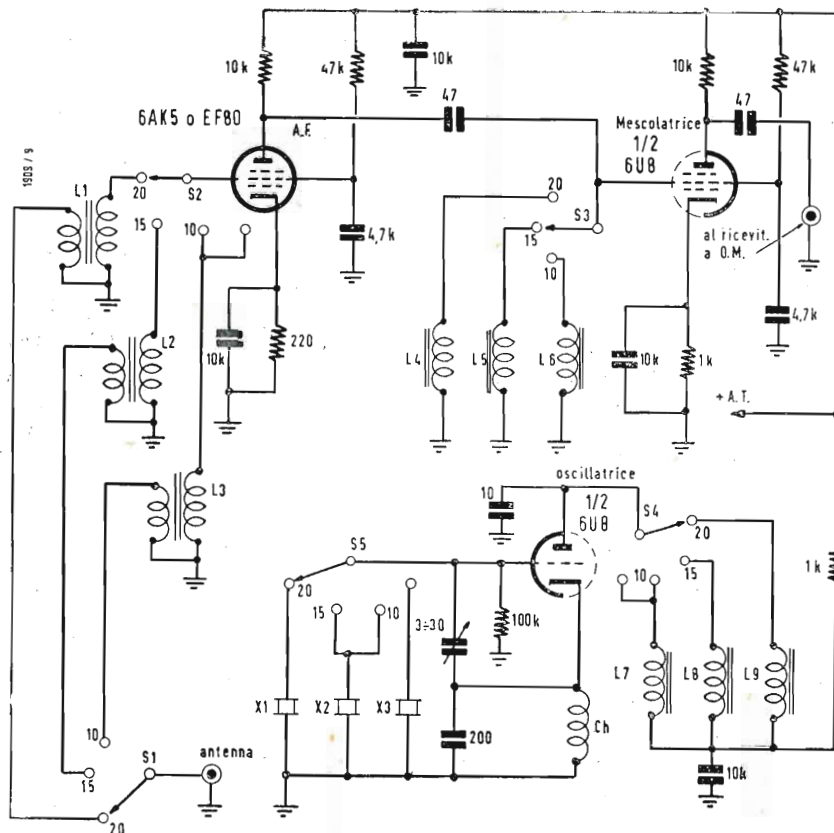 10k
47k
10k
10k
47k
6AK5 o EF80
A.F.
47
Mescolatrice
1/2
6U8
47
1909 / 9
L1
20
S2
15
10
4,7k
20
S3
15
10
al ricevit.
a O.M.
L2
10k
220
L4
L5
L6
10k
1k
4,7k
+ A.T.
L3
oscillatrice
1/2
6U8
10
S4
20
S5
20
15
10
3÷30
100k
10
15
1k
X1
X2
X3
200
Ch
L7
L8
L9
10k
10
15
S1
antenna
20